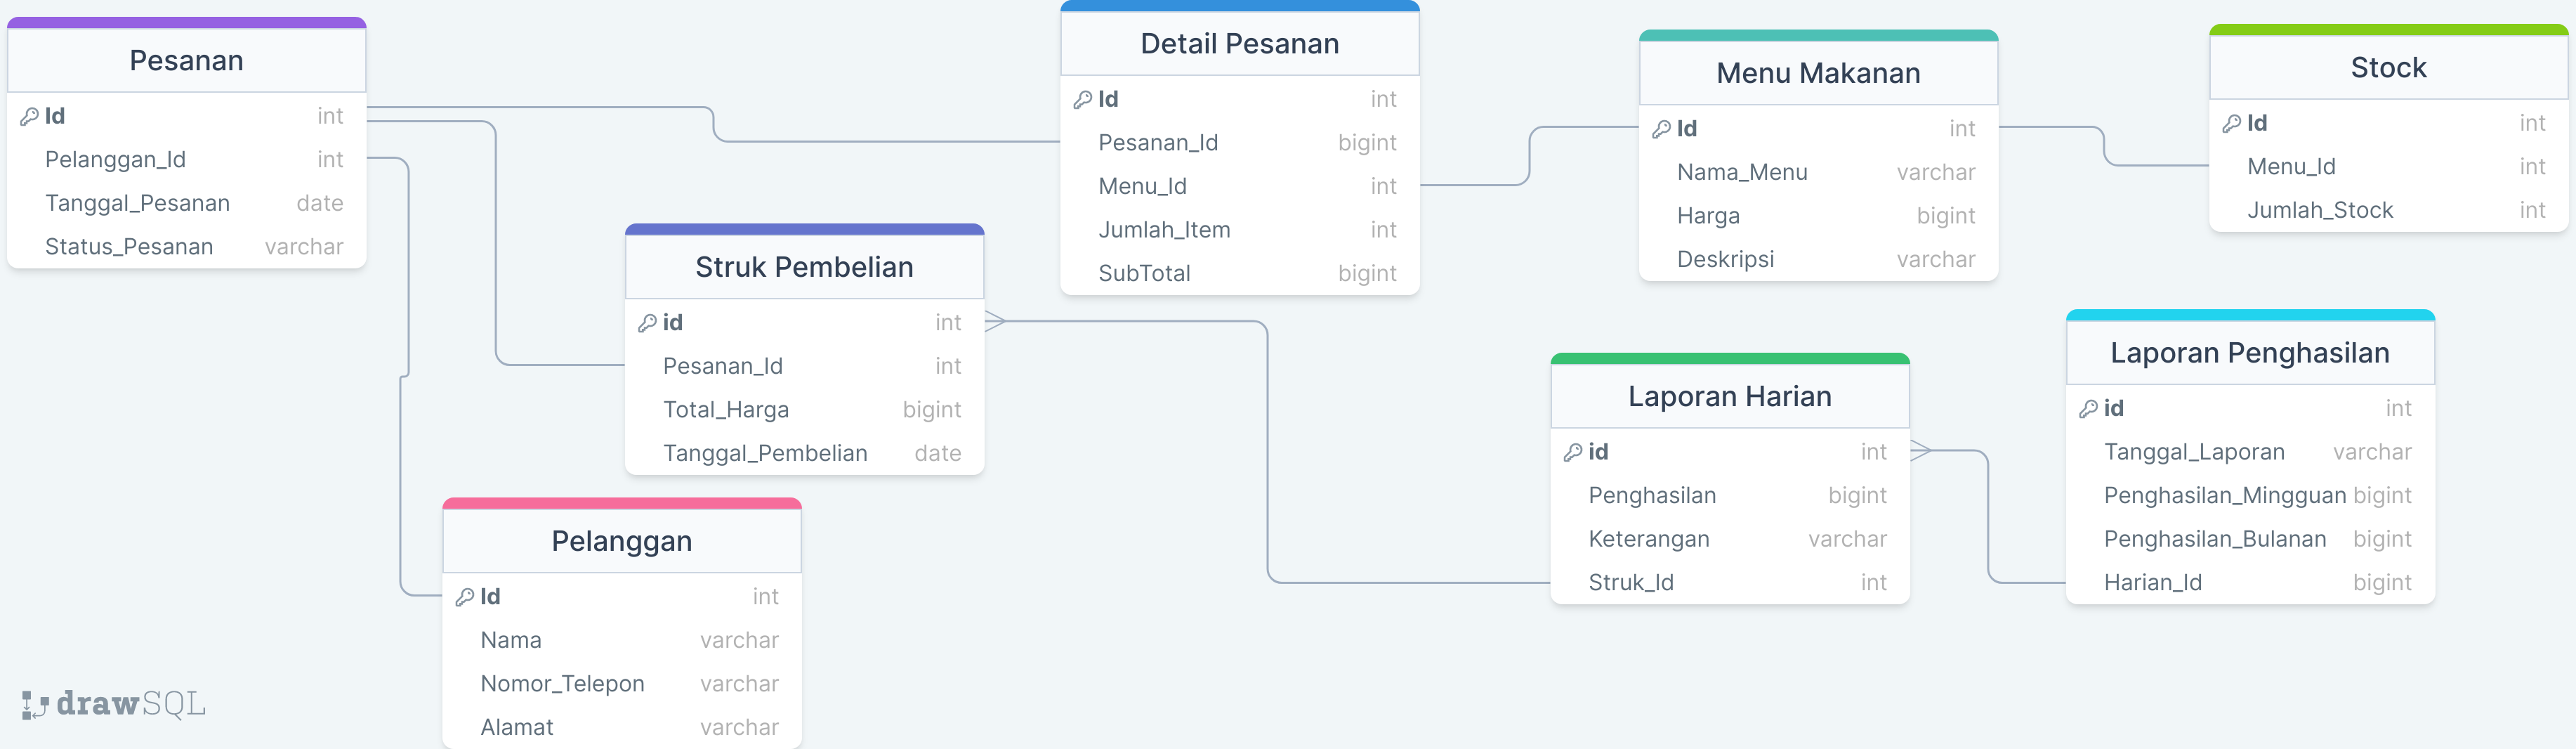 Pesanan
Id int
Pelanggan_Id int
Tanggal_Pesanan date
Status_Pesanan varchar
Detail Pesanan
Id int
Pesanan_Id bigint
Menu_Id int
Jumlah_Item int
SubTotal bigint
Menu Makanan
Id int
Nama_Menu varchar
Harga bigint
Deskripsi varchar
Stock
Id int
Menu_Id int
Jumlah_Stock int
Struk Pembelian
id int
Pesanan_Id int
Total_Harga bigint
Tanggal_Pembelian date
Laporan Harian
id int
Penghasilan bigint
Keterangan varchar
Struk_Id int
Laporan Penghasilan
id int
Tanggal_Laporan varchar
Penghasilan_Mingguan bigint
Penghasilan_Bulanan bigint
Harian_Id bigint
Pelanggan
Id int
Nama varchar
Nomor_Telepon varchar
Alamat varchar
drawSQL